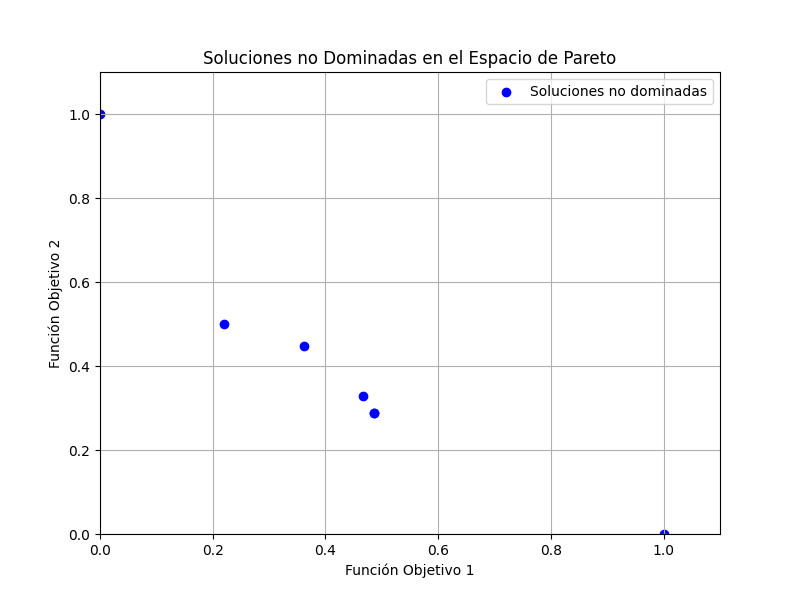 Soluciones no Dominadas en el Espacio de Pareto
Soluciones no dominadas
Función Objetivo 2
1.0
0.8
0.6
0.4
0.2
0.0
0.0 0.2 0.4 0.6 0.8 1.0
Función Objetivo 1